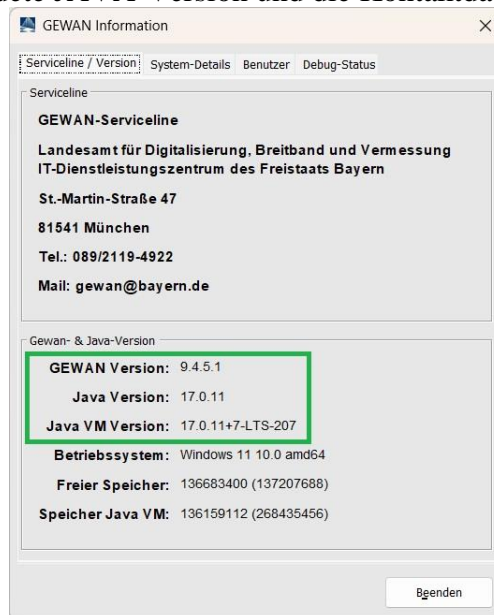 GEWAN Information
Serviceline / Version System-Details Benutzer Debug-Status
Serviceline
GEWAN-Serviceline
Landesamt für Digitalisierung, Breitband und Vermessung
IT-Dienstleistungszentrum des Freistaats Bayern
St.-Martin-Straße 47
81541 München
Tel.: 089/2119-4922
Mail: gewan@bayern.de
Gewan- & Java-Version
GEWAN Version: 9.4.5.1
Java Version: 17.0.11
Java VM Version: 17.0.11+7-LTS-207
Betriebssystem: Windows 11 10.0 amd64
Freier Speicher: 136683400 (137207688)
Speicher Java VM: 136159112 (268435456)
Beenden